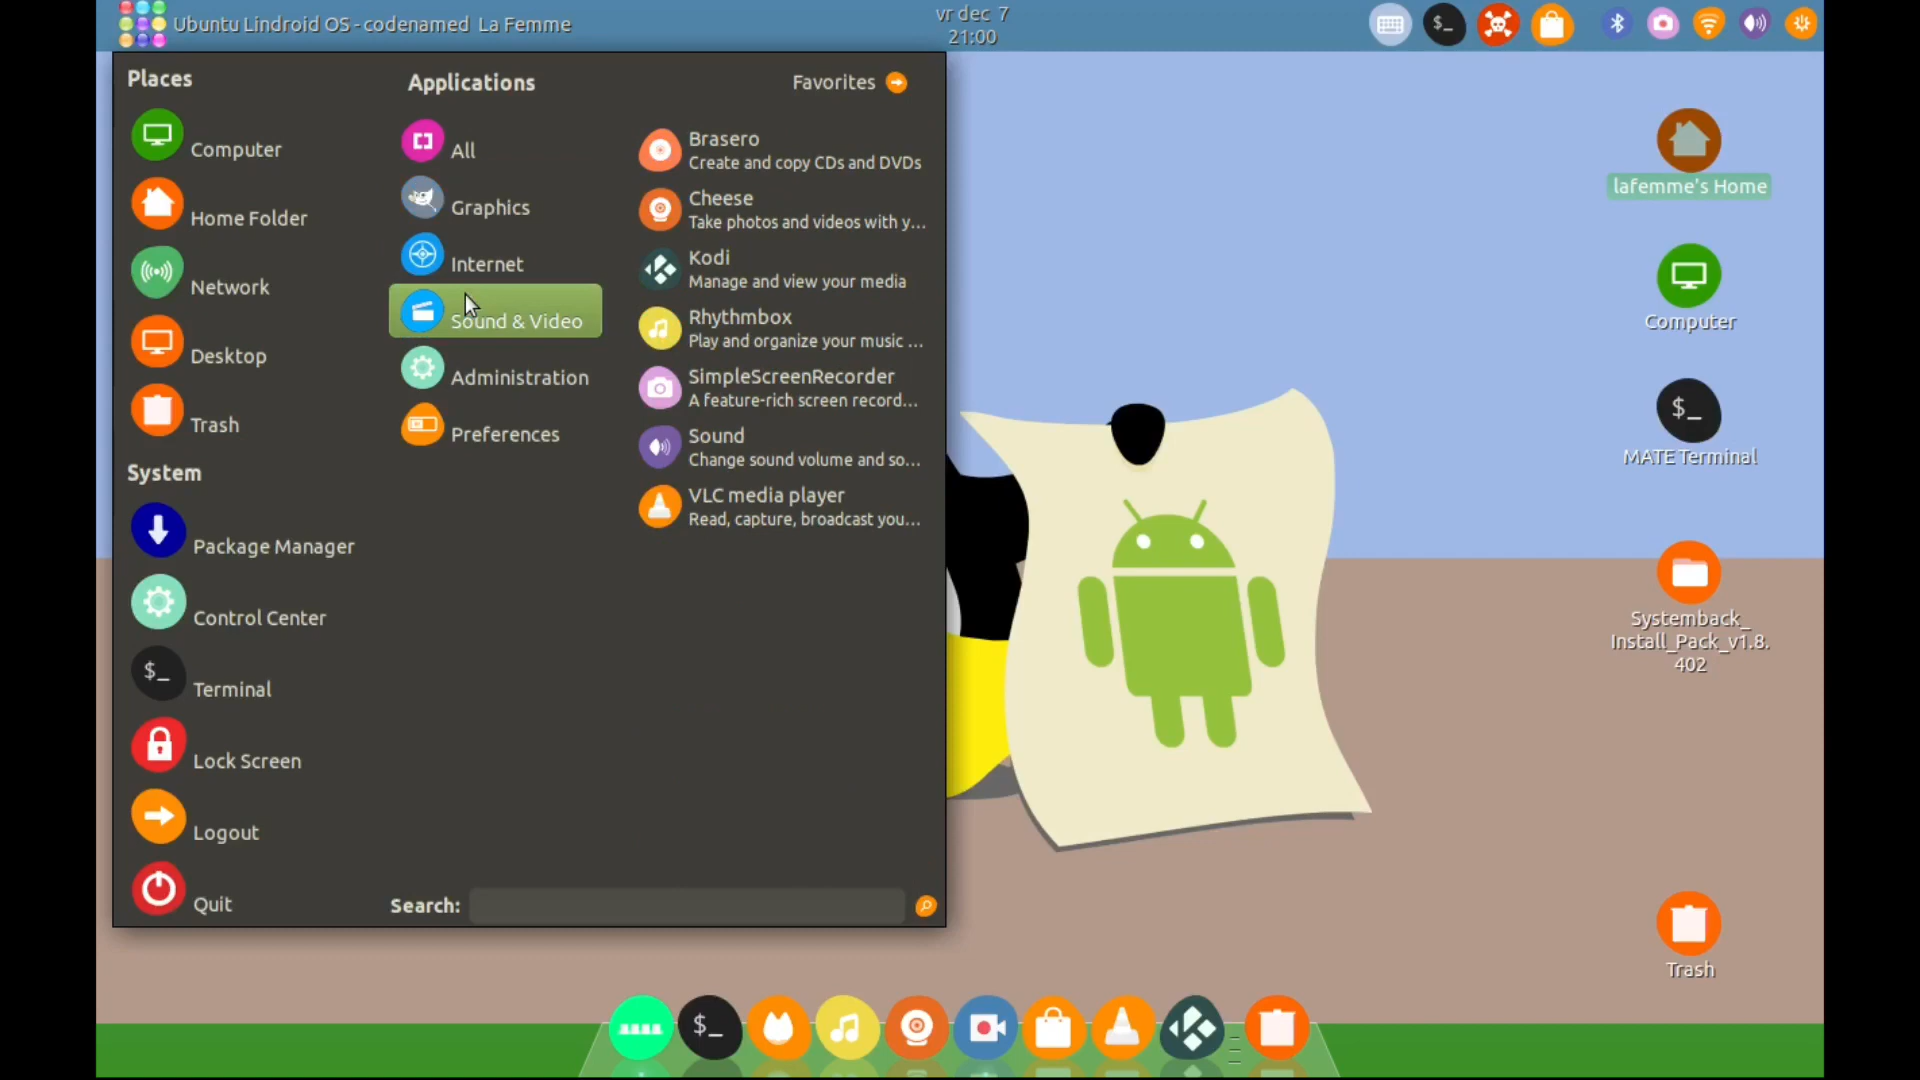 Ubuntu Lindroid OS - codenamed La Femme
vr dec 7
21:00
$_
Places
Computer
Home Folder
Network
Desktop
Trash
System
Package Manager
Control Center
$_
Terminal
Lock Screen
Logout
Quit
Applications
All
Graphics
Internet
Sound & Video
Administration
Preferences
Favorites
Brasero
Create and copy CDs and DVDs
Cheese
Take photos and videos with y...
Kodi
Manage and view your media
Rhythmbox
Play and organize your music ...
SimpleScreenRecorder
A feature-rich screen record...
Sound
Change sound volume and so...
VLC media player
Read, capture, broadcast you...
Search:
lafemme's Home
Computer
$_
MATE Terminal
Systemback_
Install_Pack_v1.8.
402
Trash
$_